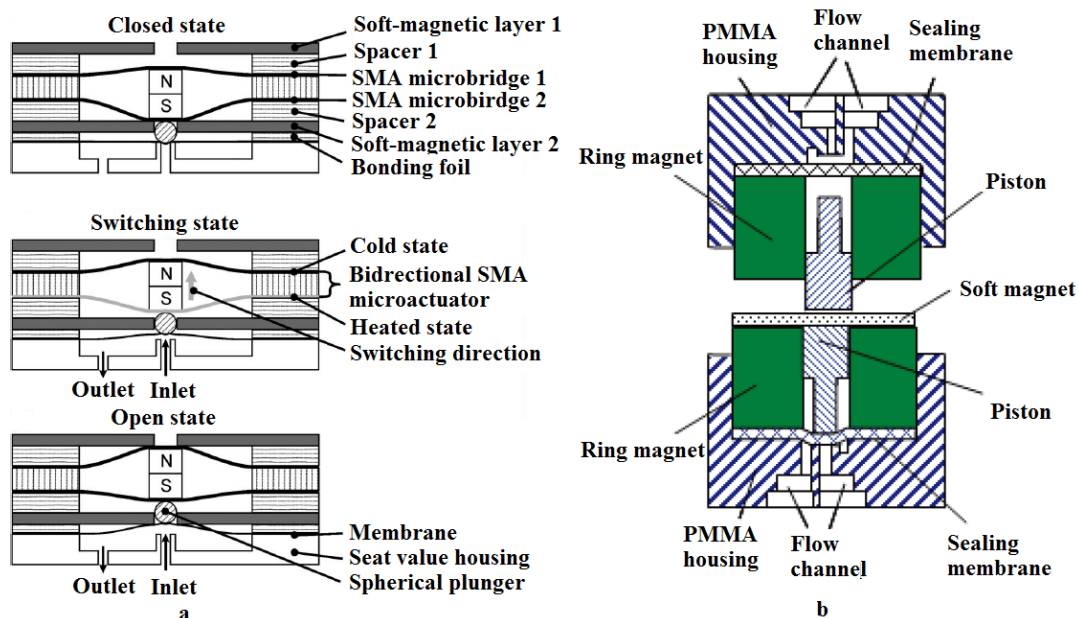 Closed state
Soft-magnetic layer 1
Spacer 1
SMA microbridge 1
SMA microbirdge 2
Spacer 2
Soft-magnetic layer 2
Bonding foil
N
S
Switching state
Cold state
Bidrectional SMA
microactuator
Heated state
Switching direction
N
S
Outlet
Inlet
Open state
N
S
Membrane
Seat value housing
Spherical plunger
Outlet
Inlet
a
PMMA
housing
Flow
channel
Sealing
membrane
Ring magnet
Piston
Soft magnet
Piston
Ring magnet
PMMA
housing
Flow
channel
Sealing
membrane
b